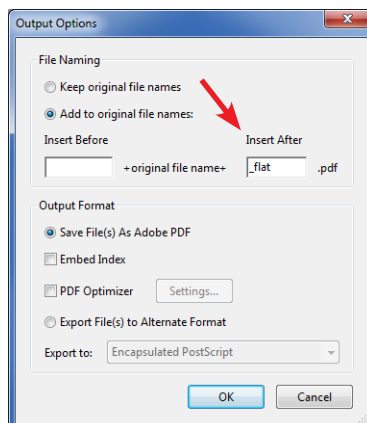 Output Options
x
File Naming
Keep original file names
Add to original file names:
Insert Before Insert After
+original file name+ _flat .pdf
Output Format
Save File(s) As Adobe PDF
Embed Index
PDF Optimizer Settings...
Export File(s) to Alternate Format
Export to: Encapsulated PostScript
OK Cancel